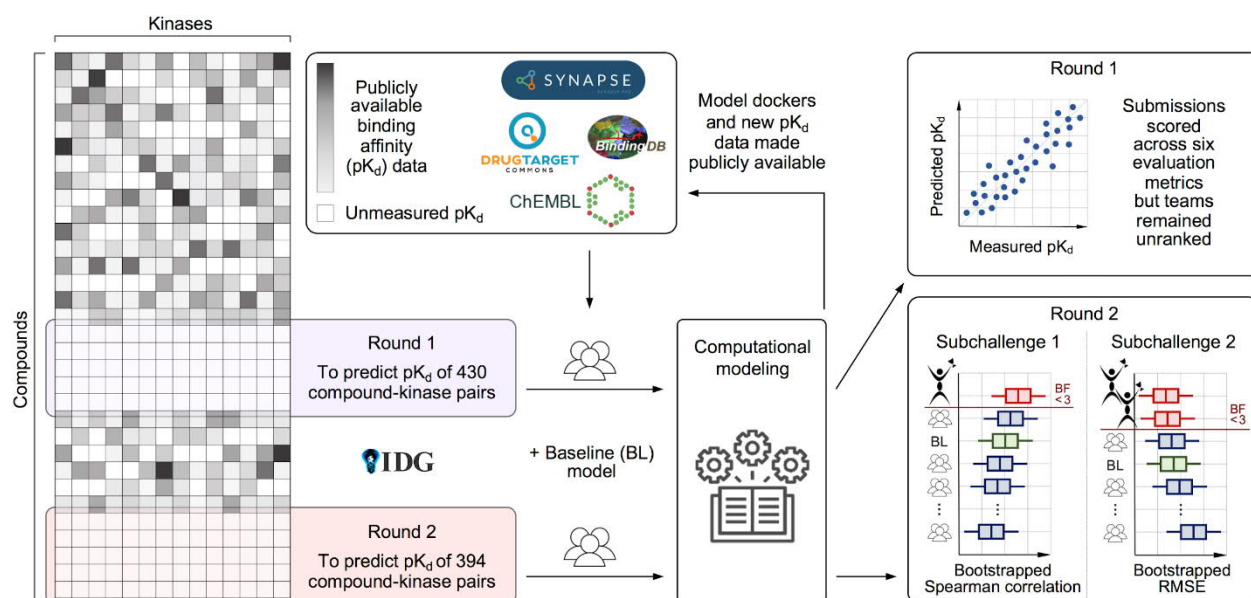 Kinases
Compounds
Publicly
available
binding
affinity
(pKd) data
Unmeasured pKd
SYNAPSE
DRUGTARGET
COMMONS
BindingDB
ChEMBL
Model dockers
and new pKd
data made
publicly available
Round 1
To predict pKd of 430
compound-kinase pairs
IDG
+ Baseline (BL)
model
Round 2
To predict pKd of 394
compound-kinase pairs
Computational
modeling
Round 1
Predicted pKd
Measured pKd
Submissions
scored
across six
evaluation
metrics
but teams
remained
unranked
Round 2
Subchallenge 1
BF
<3
BL
Bootstrapped
Spearman correlation
Subchallenge 2
BF
<3
BL
Bootstrapped
RMSE